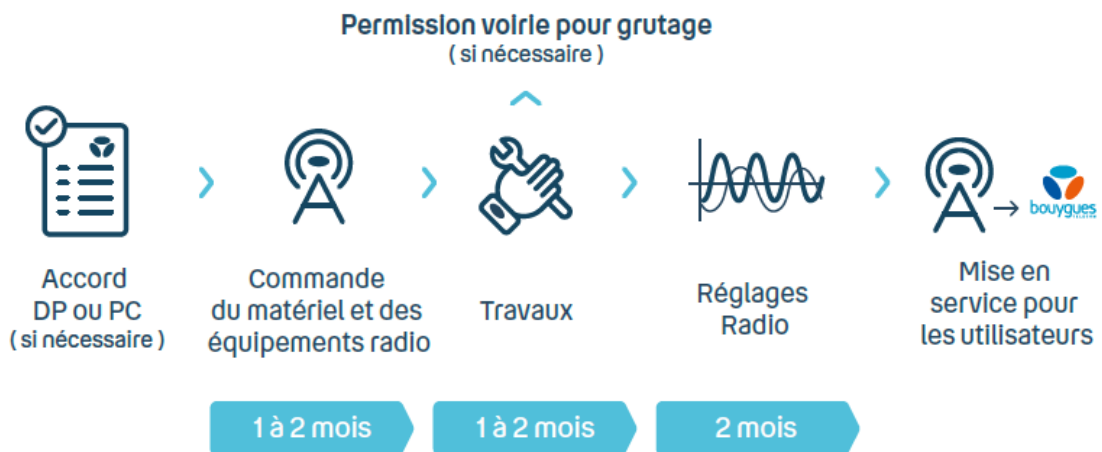 Permission voirie pour grutage
( si nécessaire )
Accord
DP ou PC
( si nécessaire )
Commande
du matériel et des
équipements radio
Travaux
Réglages
Radio
bouygues
TELECOM
Mise en
service pour
les utilisateurs
1 à 2 mois
1 à 2 mois
2 mois